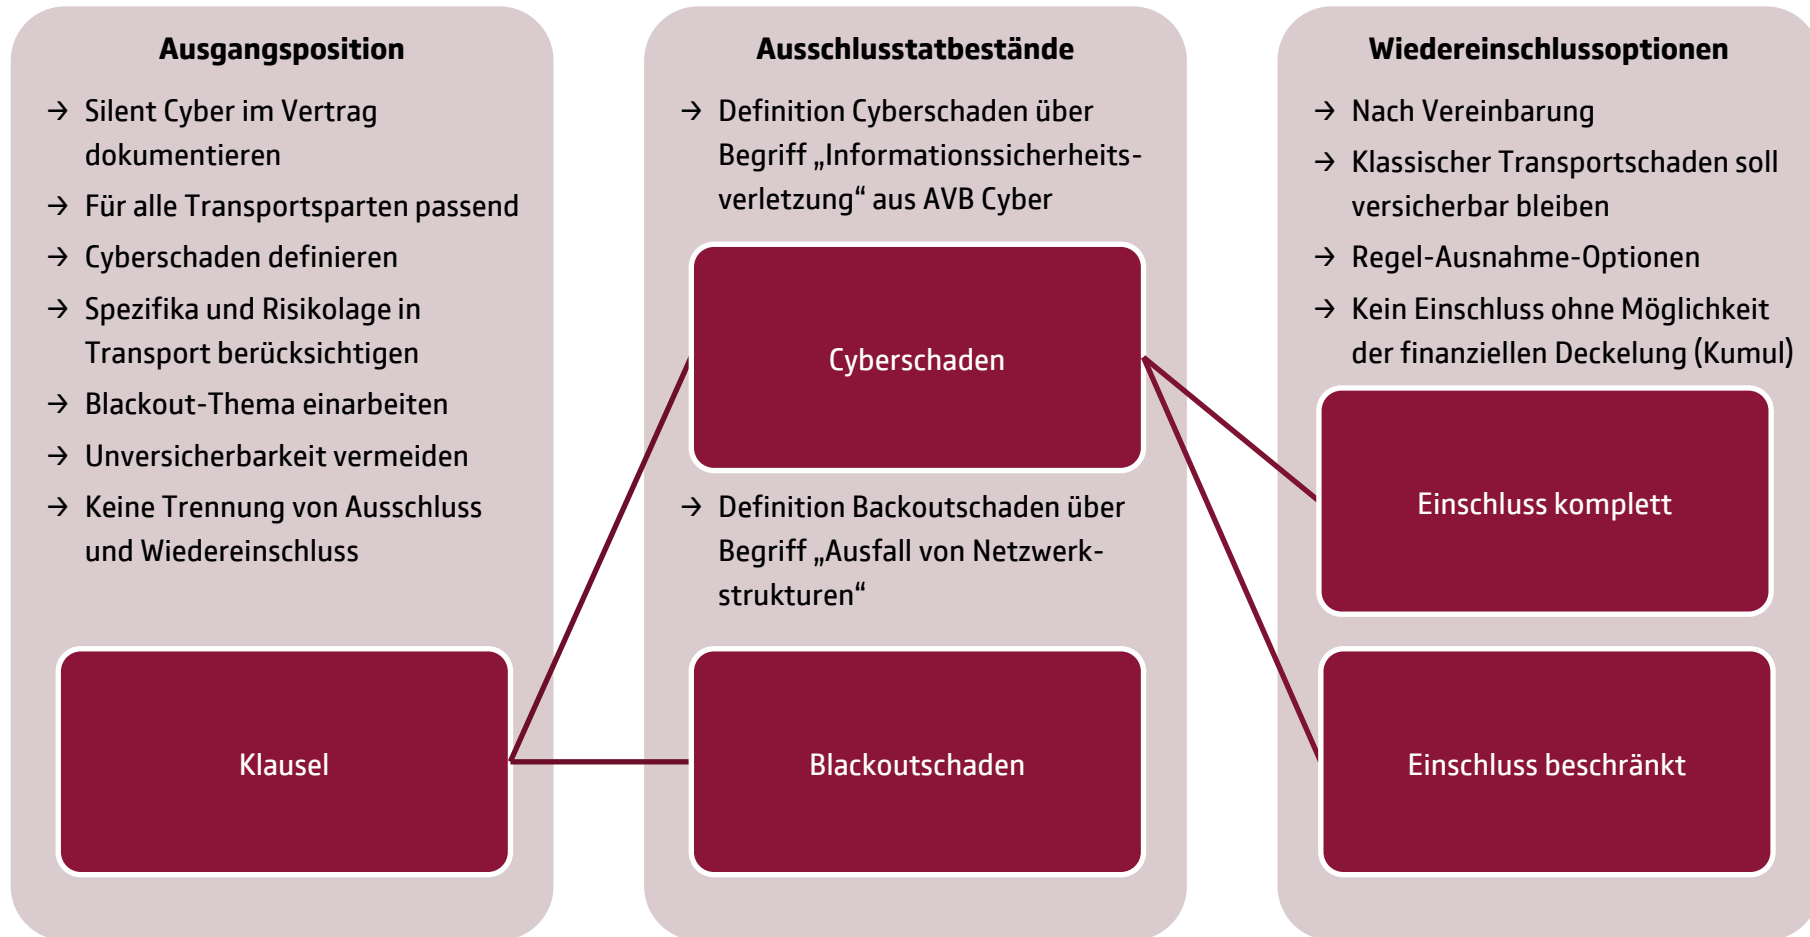 Ausgangsposition
→ Silent Cyber im Vertrag
dokumentieren
→ Für alle Transportsparten passend
→ Cyberschaden definieren
→ Spezifika und Risikolage in
Transport berücksichtigen
→ Blackout-Thema einarbeiten
→ Unversicherbarkeit vermeiden
→ Keine Trennung von Ausschluss
und Wiedereinschluss
Klausel
Ausschlusstatbestände
→ Definition Cyberschaden über
Begriff „Informationssicherheits-
verletzung“ aus AVB Cyber
Cyberschaden
→ Definition Backoutschaden über
Begriff „Ausfall von Netzwerk-
strukturen“
Blackoutschaden
Wiedereinschlussoptionen
→ Nach Vereinbarung
→ Klassischer Transportschaden soll
versicherbar bleiben
→ Regel-Ausnahme-Optionen
→ Kein Einschluss ohne Möglichkeit
der finanziellen Deckelung (Kumul)
Einschluss komplett
Einschluss beschränkt